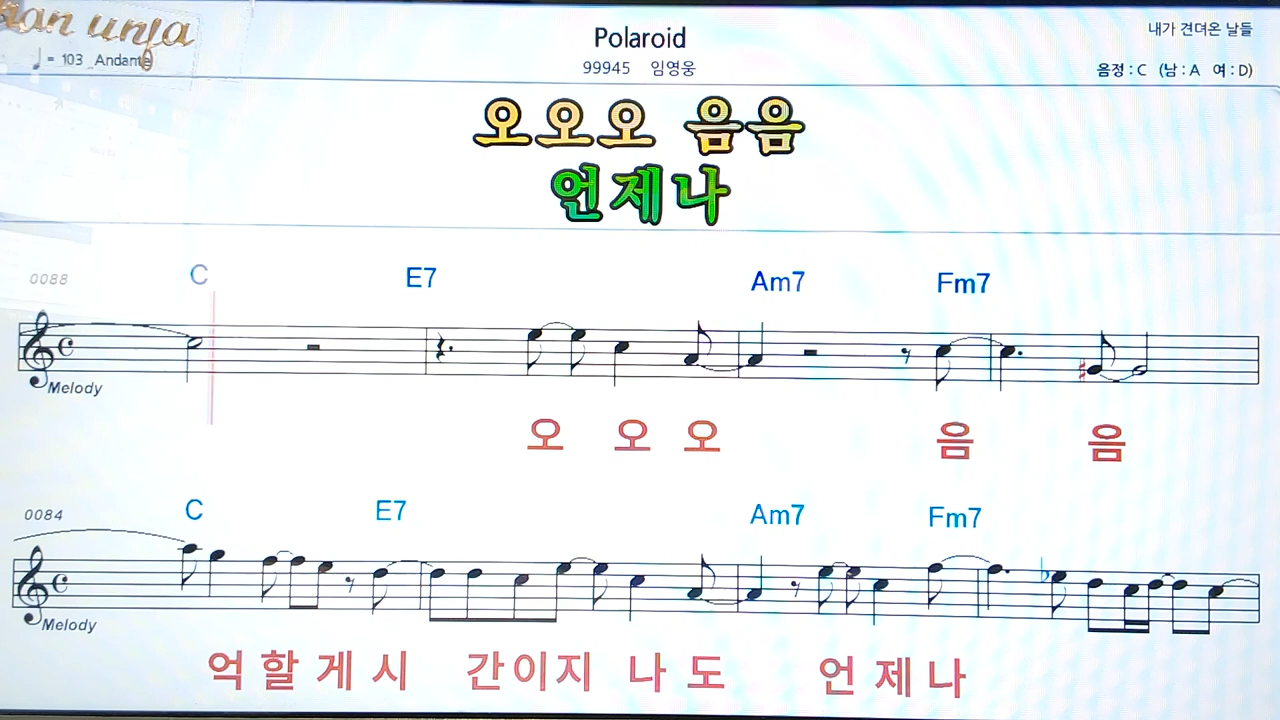 Polaroid
내가 견뎌온 날들
♩ = 103 Andante
99945 임영웅
음정 : C (남 : A 여 : D)
오오오 음음
언제나
0088 C E7 Am7 Fm7
Melody
오 오 오 음 음
0084 C E7 Am7 Fm7
Melody
억 할 게 시 간 이 지 나 도 언 제 나